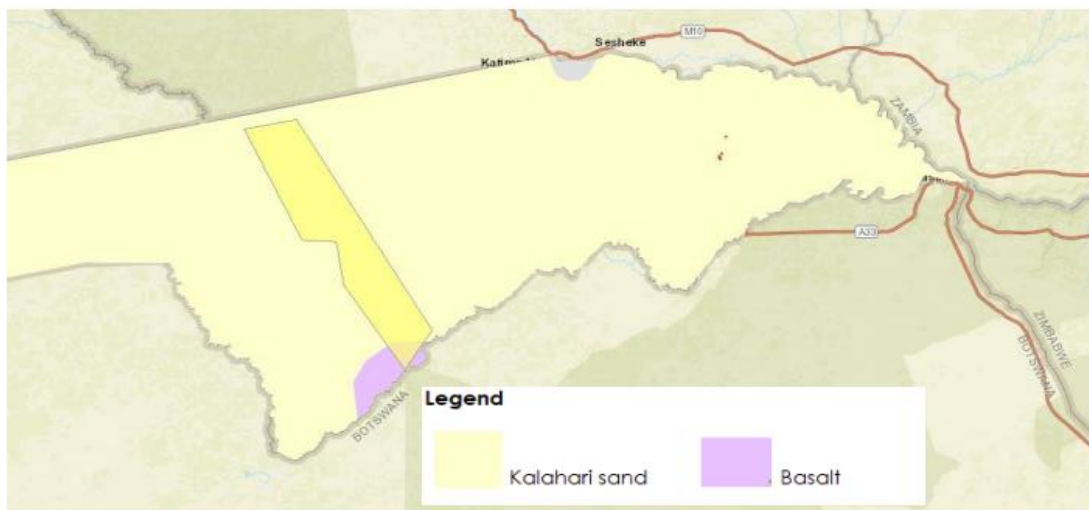 Sesheke
M10
ZAMBIA
A33
ZIMBABWE
BOTSWANA
BOTSWANA
Legend
Kalahari sand
Basalt